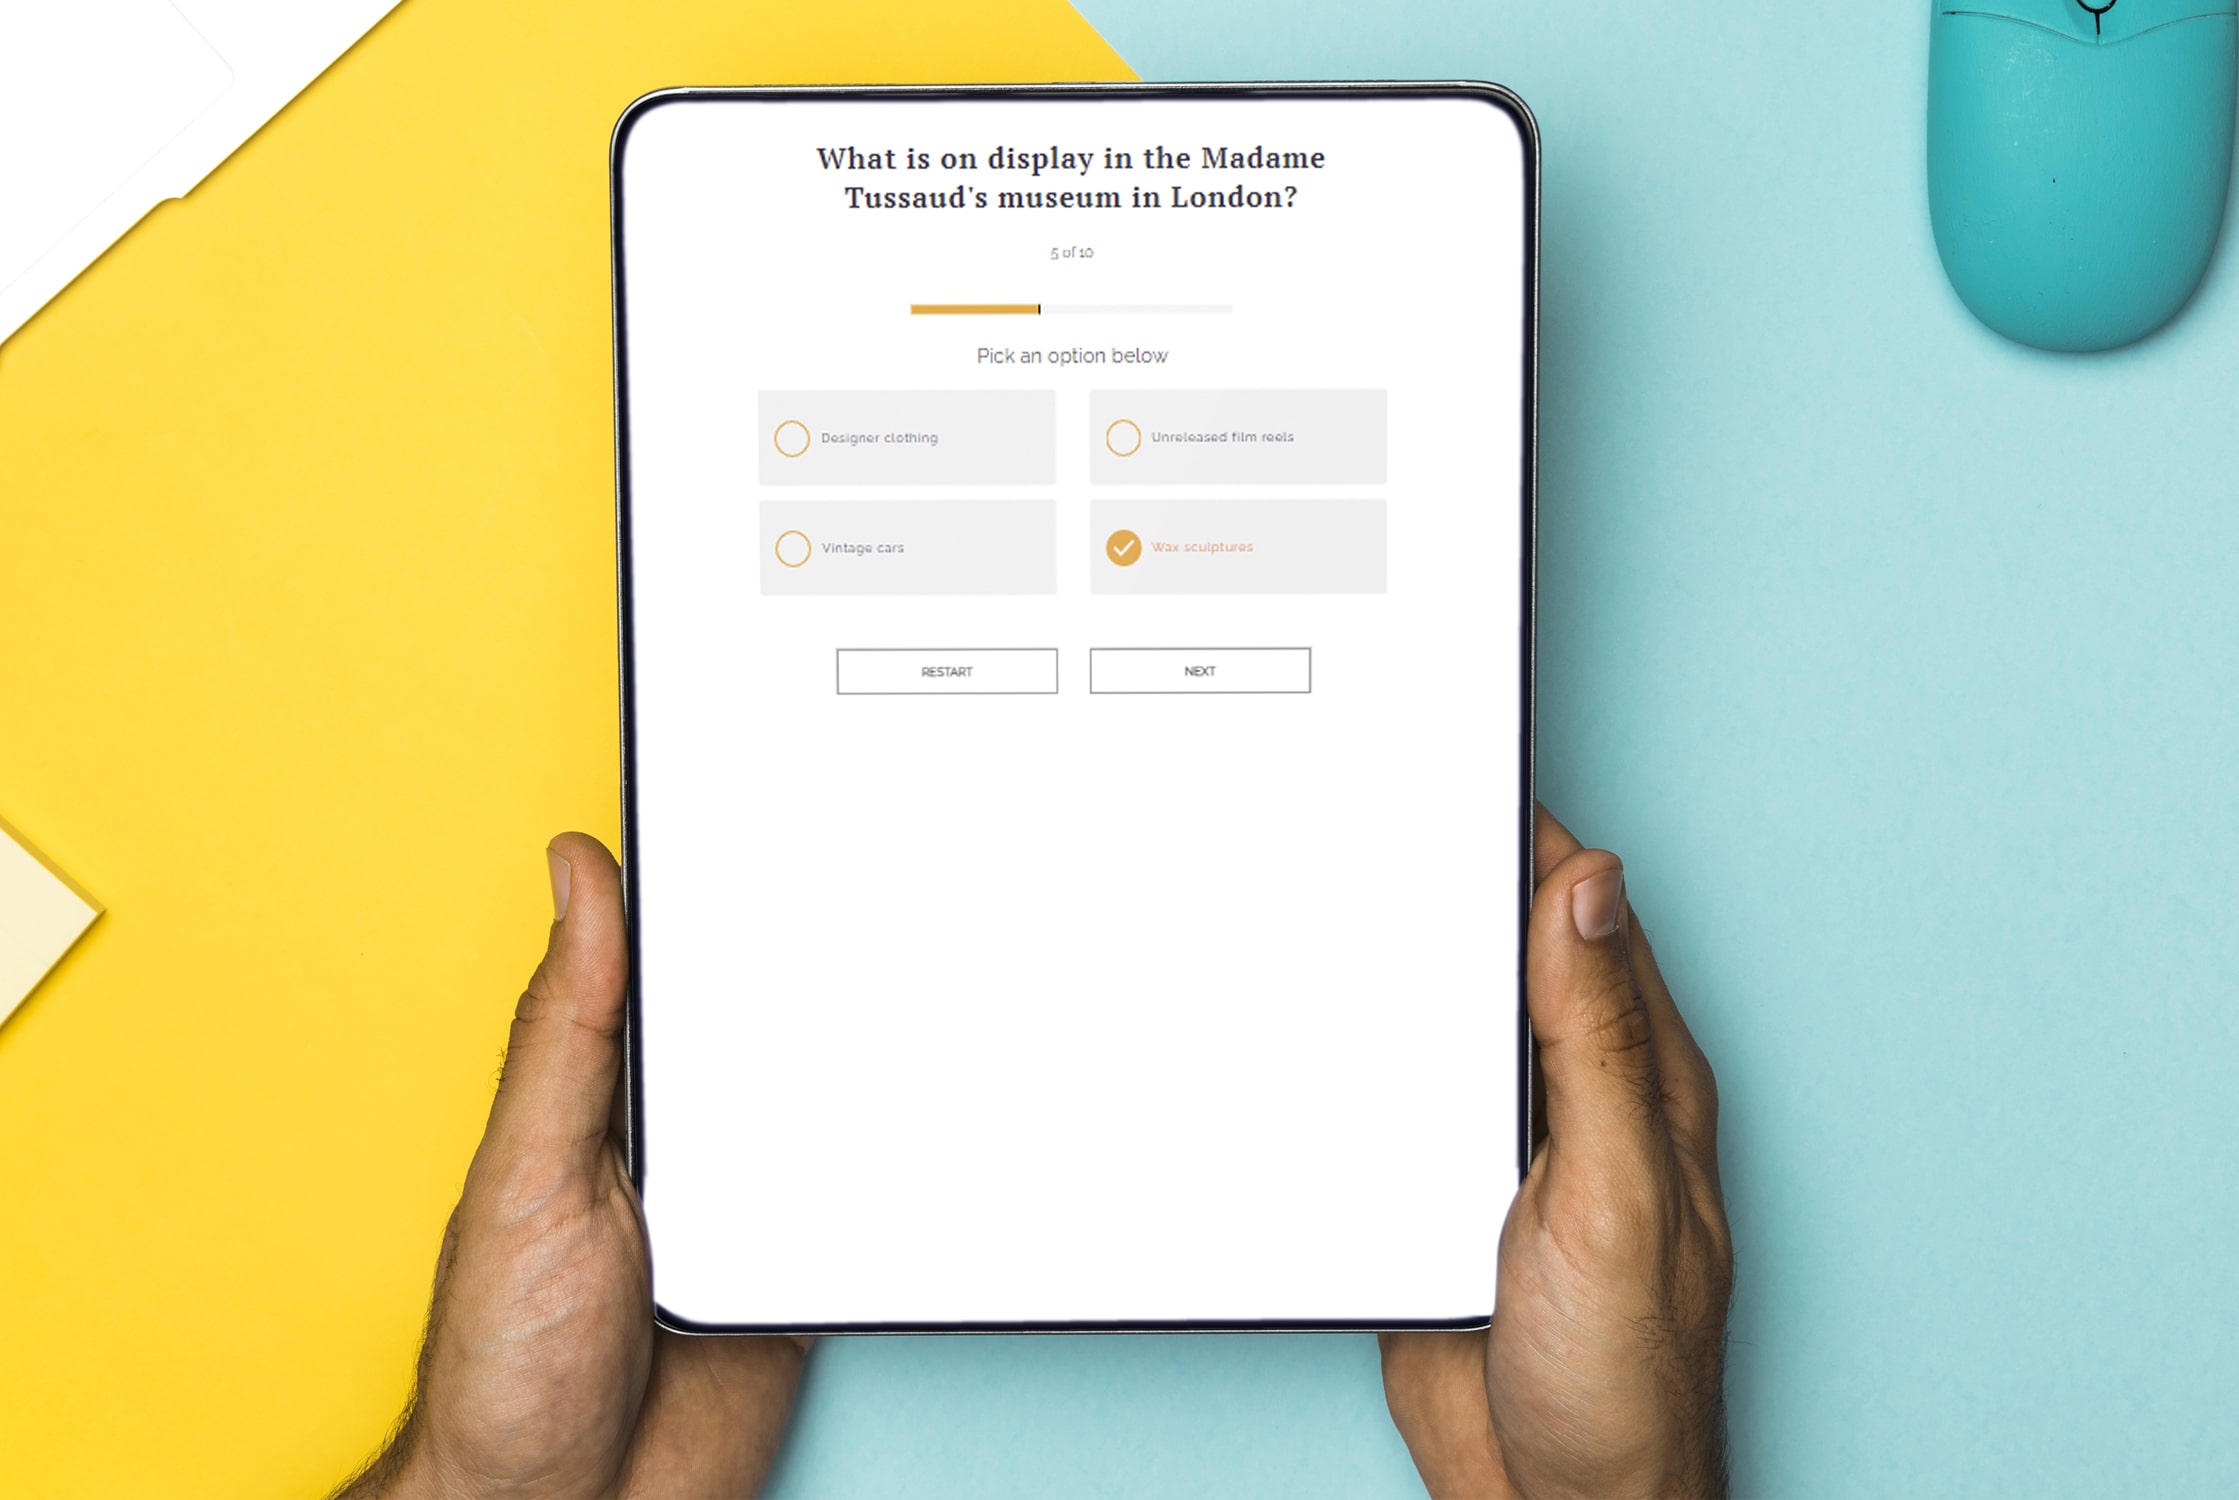 What is on display in the Madame
Tussaud's museum in London?
5 of 10
Pick an option below
Designer clothing
Unreleased film reels
Vintage cars
Wax sculptures
RESTART
NEXT